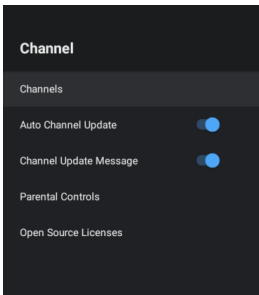 Channel
Channels
Auto Channel Update
Channel Update Message
Parental Controls
Open Source Licenses